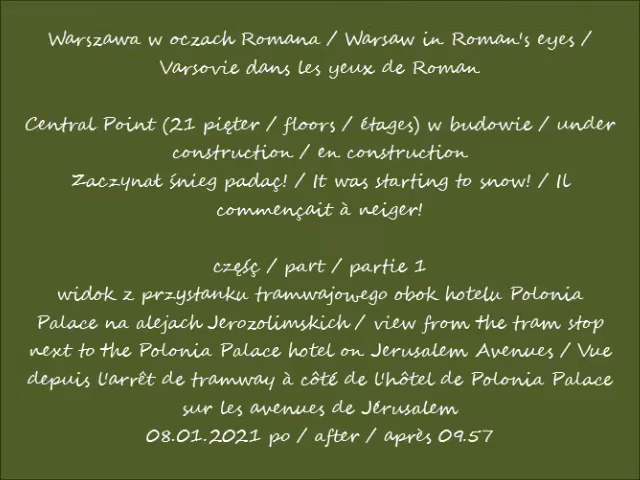 Warszawa w oczach Romana / Warsaw in Roman's eyes /
Varsovie dans les yeux de Roman
Central Point (21 pięter / floors / étages) w budowie / under
construction / en construction
Zaczynał śnieg padaç! / It was starting to snow! / Il
commençait à neiger!
częśç / part / partie 1
widok z przystanku tramwajowego obok hotelu Polonia
Palace na alejach Jerozolimskich / view from the tram stop
next to the Polonia Palace hotel on Jerusalem Avenues / Vue
depuis l'arrêt de tramway à côté de l'hôtel de Polonia Palace
sur les avenues de Jérusalem
08.01.2021 po / after / après 09.57